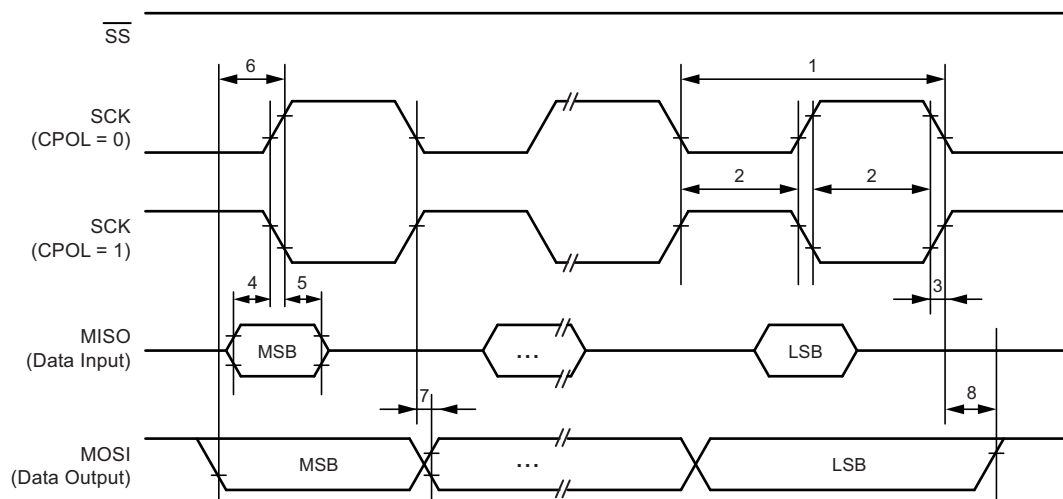 SS
6
1
SCK
(CPOL = 0)
2
2
SCK
(CPOL = 1)
4
5
3
MISO
(Data Input)
MSB
...
LSB
7
8
MOSI
(Data Output)
MSB
...
LSB